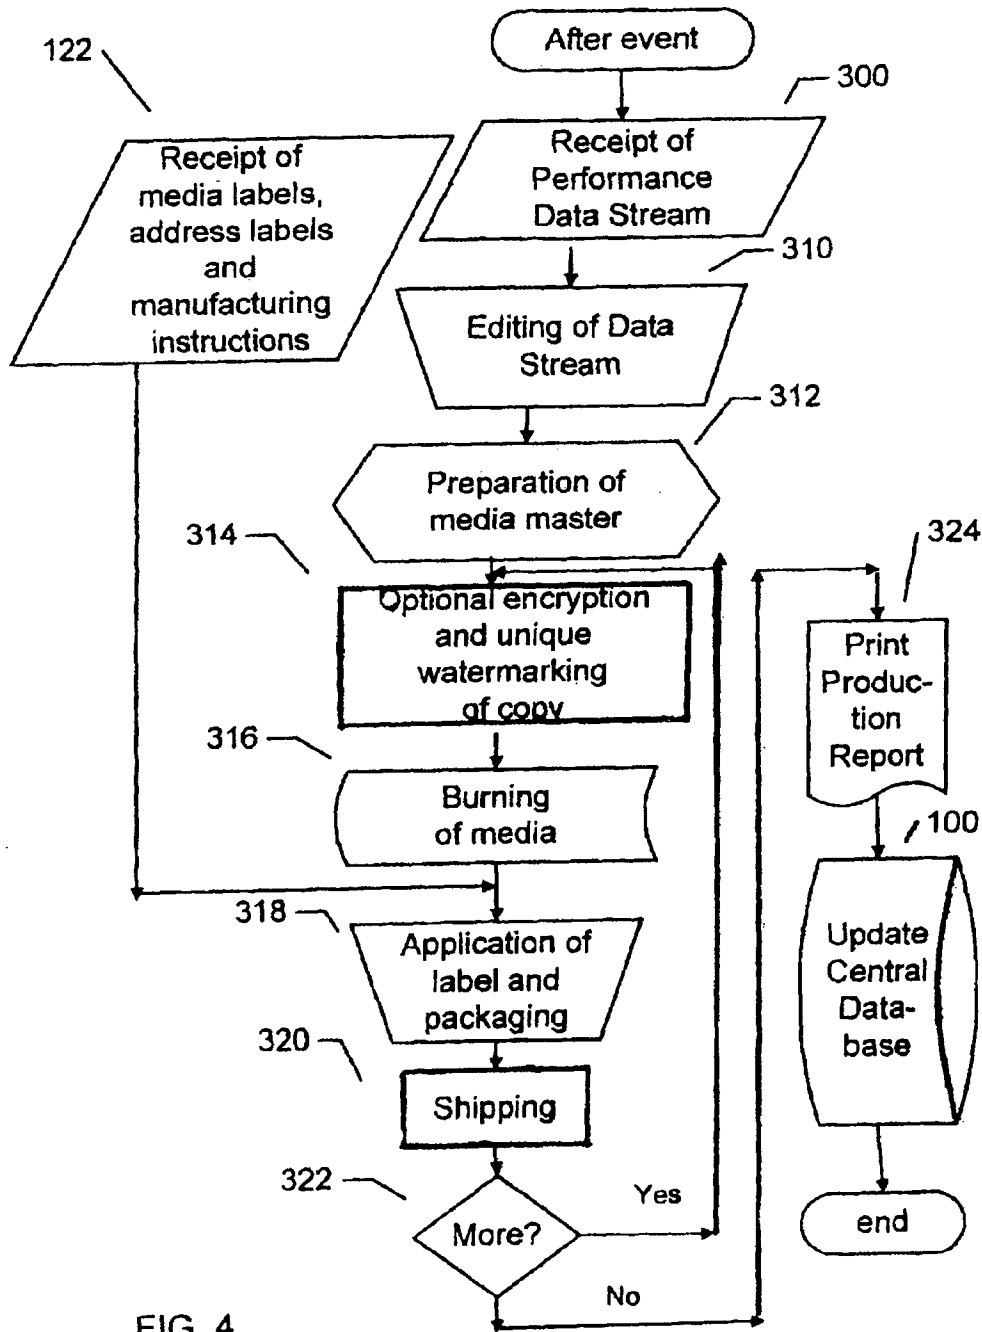 After event
122
300
Receipt of
media labels,
address labels
and
manufacturing
instructions
Receipt of
Performance
Data Stream
310
Editing of Data
Stream
312
Preparation of
media master
314
324
Optional encryption
and unique
watermarking
of copy
Print
Produc-
tion
Report
316
Burning
of media
100
318
Application of
label and
packaging
Update
Central
Data-
base
320
Shipping
322
More?
Yes
end
No
FIG. 4